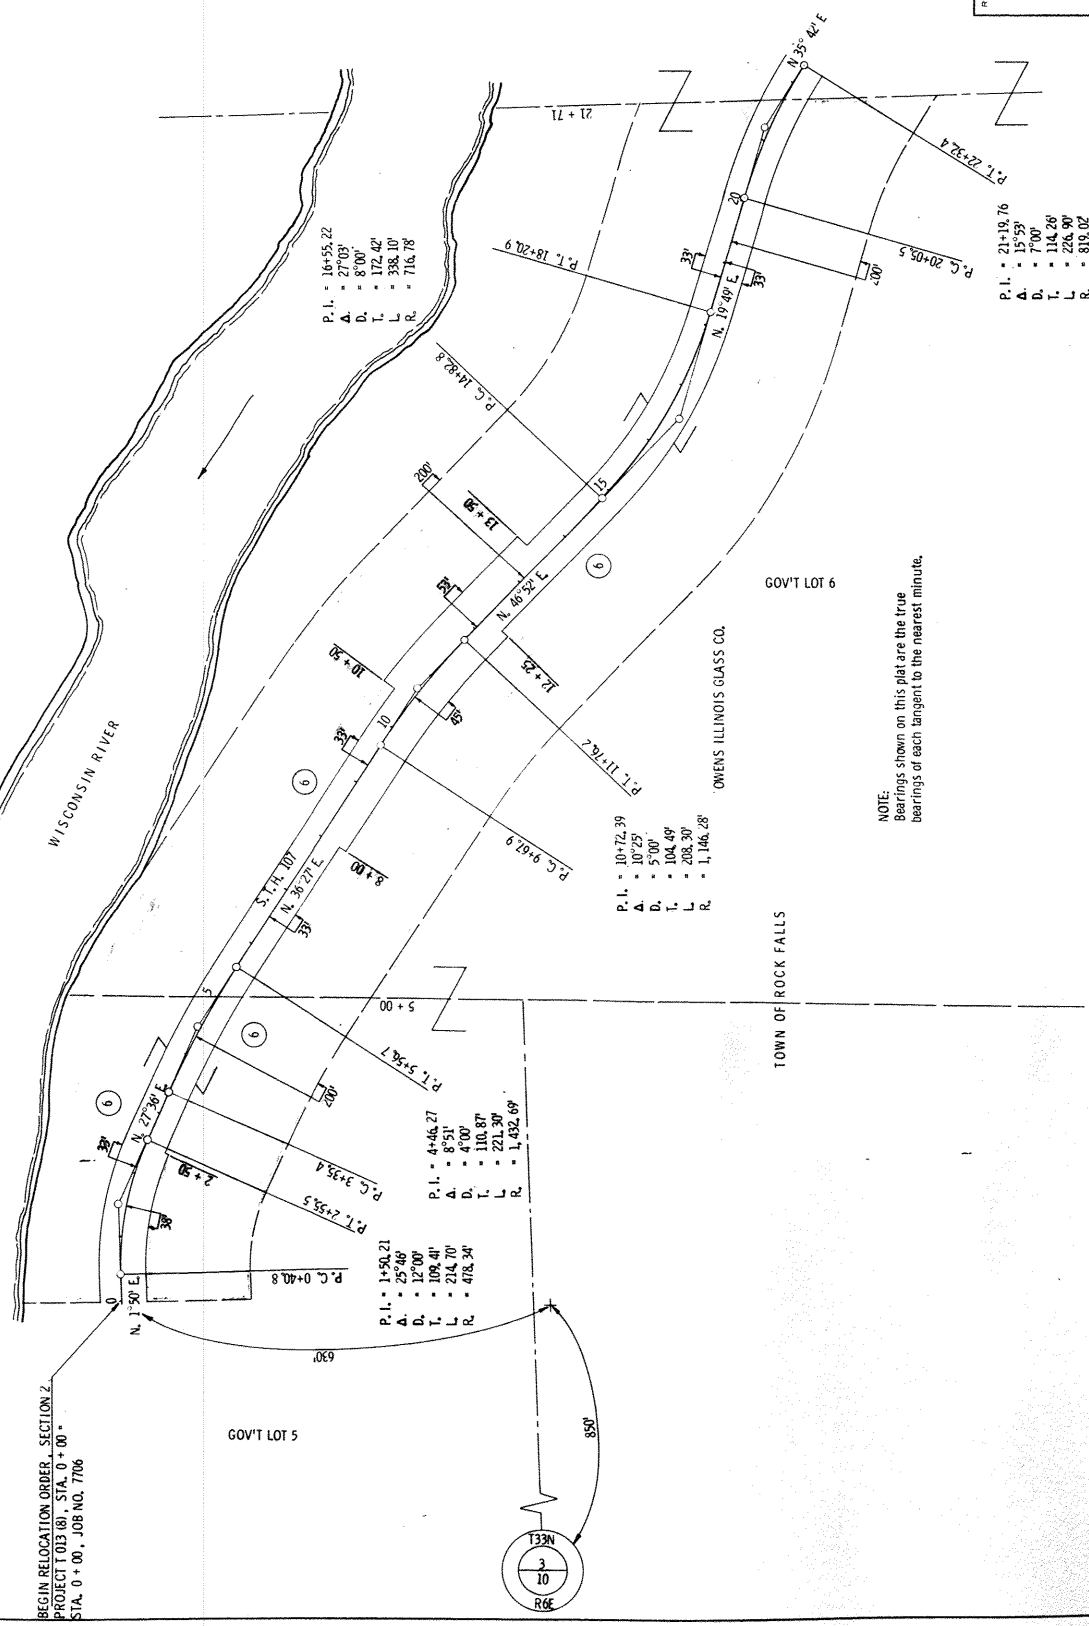 BEGIN RELOCATION ORDER, SECTION 2
PROJECT T 013 (8), STA. 0 + 00 =
STA. 0 + 00, JOB NO. 7706
WISCONSIN RIVER
GOV'T LOT 5
T33N
3
10
R6E
850'
630'
0
N. 1°50' E.
P. C. 0+40.8
38'
33'
N. 27°36' E.
2 + 50
P. T. 2+55.5
P. C. 3+35.4
6
6
200'
5
5 + 00
P. T. 5+56.7
P. I. = 1+50.21
Δ. = 25°46'
D. = 12°00'
T. = 109.41'
L. = 214.70'
R. = 478.34'
P. I. = 4+46.27
Δ. = 8°51'
D. = 4°00'
T. = 110.87'
L. = 221.30'
R. = 1,432.69'
S.T.H. 107
N. 36°27' E.
33'
8 + 00
6
33'
10
P. C. 9+67.9
10 + 50
45'
P. T. 11+76.2
12 + 25
52'
N. 46°52' E.
13 + 50
200'
6
15
P. C. 14+82.8
P. I. = 10+72.39
Δ. = 10°25'
D. = 5°00'
T. = 104.49'
L. = 208.30'
R. = 1,146.28'
OWENS ILLINOIS GLASS CO.
GOV'T LOT 6
TOWN OF ROCK FALLS
NOTE:
Bearings shown on this plat are the true
bearings of each tangent to the nearest minute.
P. I. = 16+55.22
Δ. = 27°03'
D. = 8°00'
T. = 172.42'
L. = 338.10'
R. = 716.78'
P. T. 18+20.9
N. 19°49' E.
33'
33'
200'
20
P. C. 20+05.5
21 + 71
N 35° 42' E
P. T. 22+32.4
P. I. = 21+19.76
Δ. = 15°53'
D. = 7°00'
T. = 114.26'
L. = 226.90'
R. = 819.02'
R